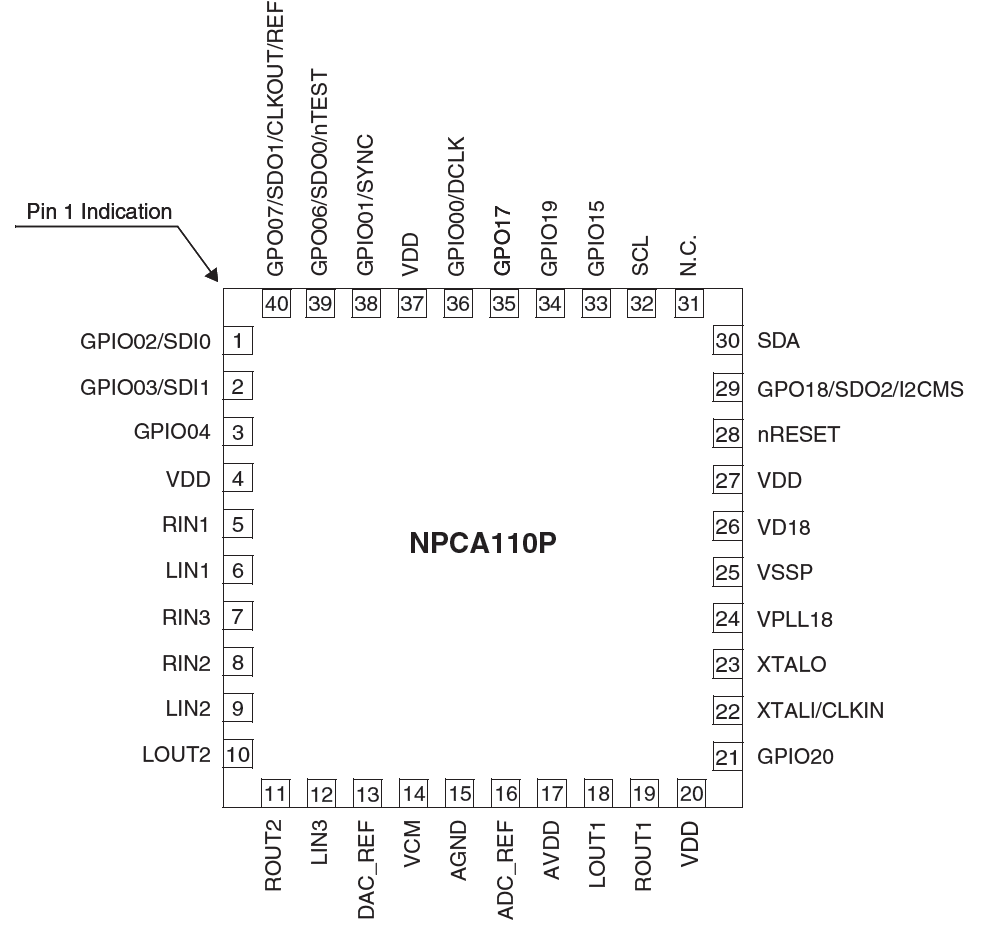 GPO07/SDO1/CLKOUT/REF
GPO06/SDO0/nTEST
GPIO01/SYNC
VDD
GPIO00/DCLK
GPO17
GPIO19
GPIO15
SCL
N.C.
Pin 1 Indication
40 39 38 37 36 35 34 33 32 31
GPIO02/SDI0 1
30 SDA
GPIO03/SDI1 2
29 GPO18/SDO2/I2CMS
GPIO04 3
28 nRESET
VDD 4
27 VDD
RIN1 5
26 VD18
NPCA110P
LIN1 6
25 VSSP
RIN3 7
24 VPLL18
RIN2 8
23 XTALO
LIN2 9
22 XTALI/CLKIN
LOUT2 10
21 GPIO20
11 12 13 14 15 16 17 18 19 20
ROUT2
LIN3
DAC_REF
VCM
AGND
ADC_REF
AVDD
LOUT1
ROUT1
VDD